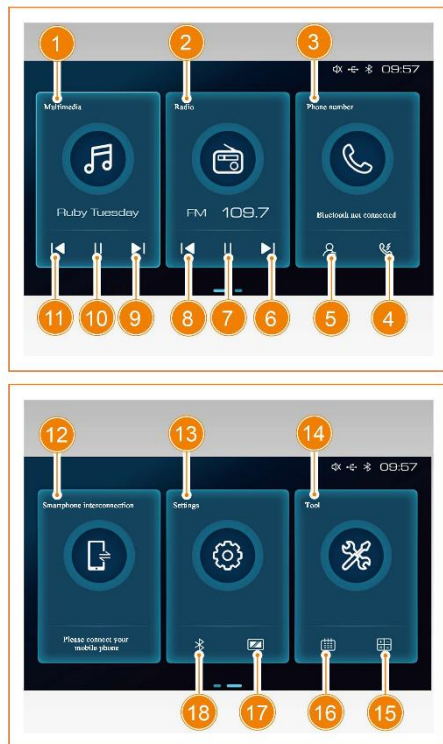 1
2
3
09:57
Multimedia
Radio
Phone number
Ruby Tuesday
FM 109.7
Bluetooth not connected
11
10
9
8
7
6
5
4
12
13
14
09:57
Smartphone interconnection
Settings
Tool
Please connect your
mobile phone
18
17
16
15